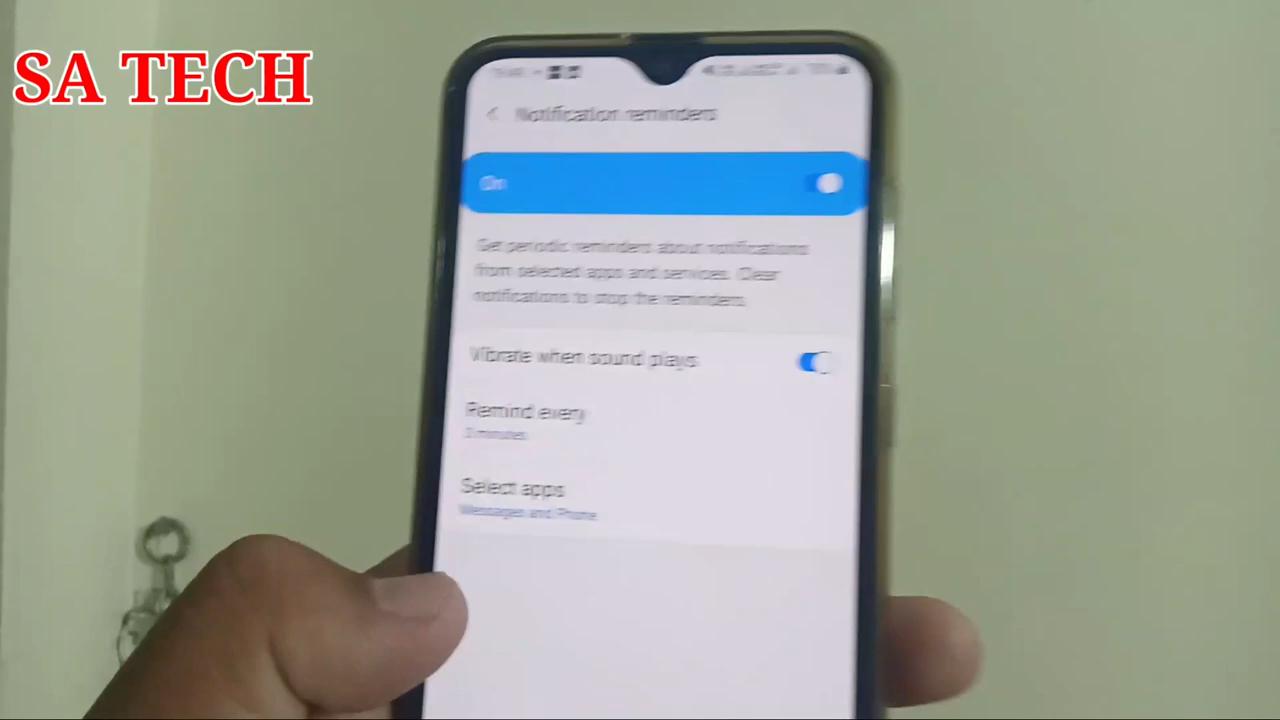 SA TECH
Notification reminders
On
Get periodic reminders about notifications
from selected apps and services. Clear
notifications to stop the reminders.
Vibrate when sound plays
Remind every
minutes
Select apps
Messages and Phone